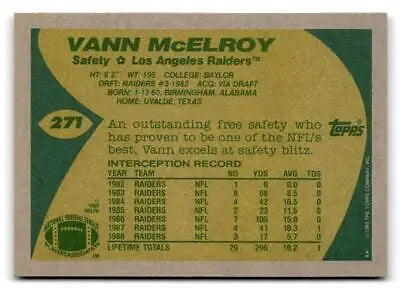 VANN McELROY
Safety ✪ Los Angeles Raiders™
HT: 6'2" WT: 195 COLLEGE: BAYLOR
DRFT: RAIDERS #3-1982 ACQ: VIA DRAFT
BORN: 1-13-60, BIRMINGHAM, ALABAMA
HOME: UVALDE, TEXAS
271
Topps
An outstanding free safety who
has proven to be one of the NFL's
best, Vann excels at safety blitz.
INTERCEPTION RECORD
YEAR TEAM NO YDS AVG TDS
1982 RAIDERS NFL 1 0 0.0 0
1983 RAIDERS NFL 8 68 8.5 0
1984 RAIDERS NFL 4 42 10.5 0
1985 RAIDERS NFL 2 23 11.5 0
1986 RAIDERS NFL 7 105 15.0 0
1987 RAIDERS NFL 4 41 10.3 1
1988 RAIDERS NFL 3 17 5.7 0
LIFETIME TOTALS 29 296 10.2 1